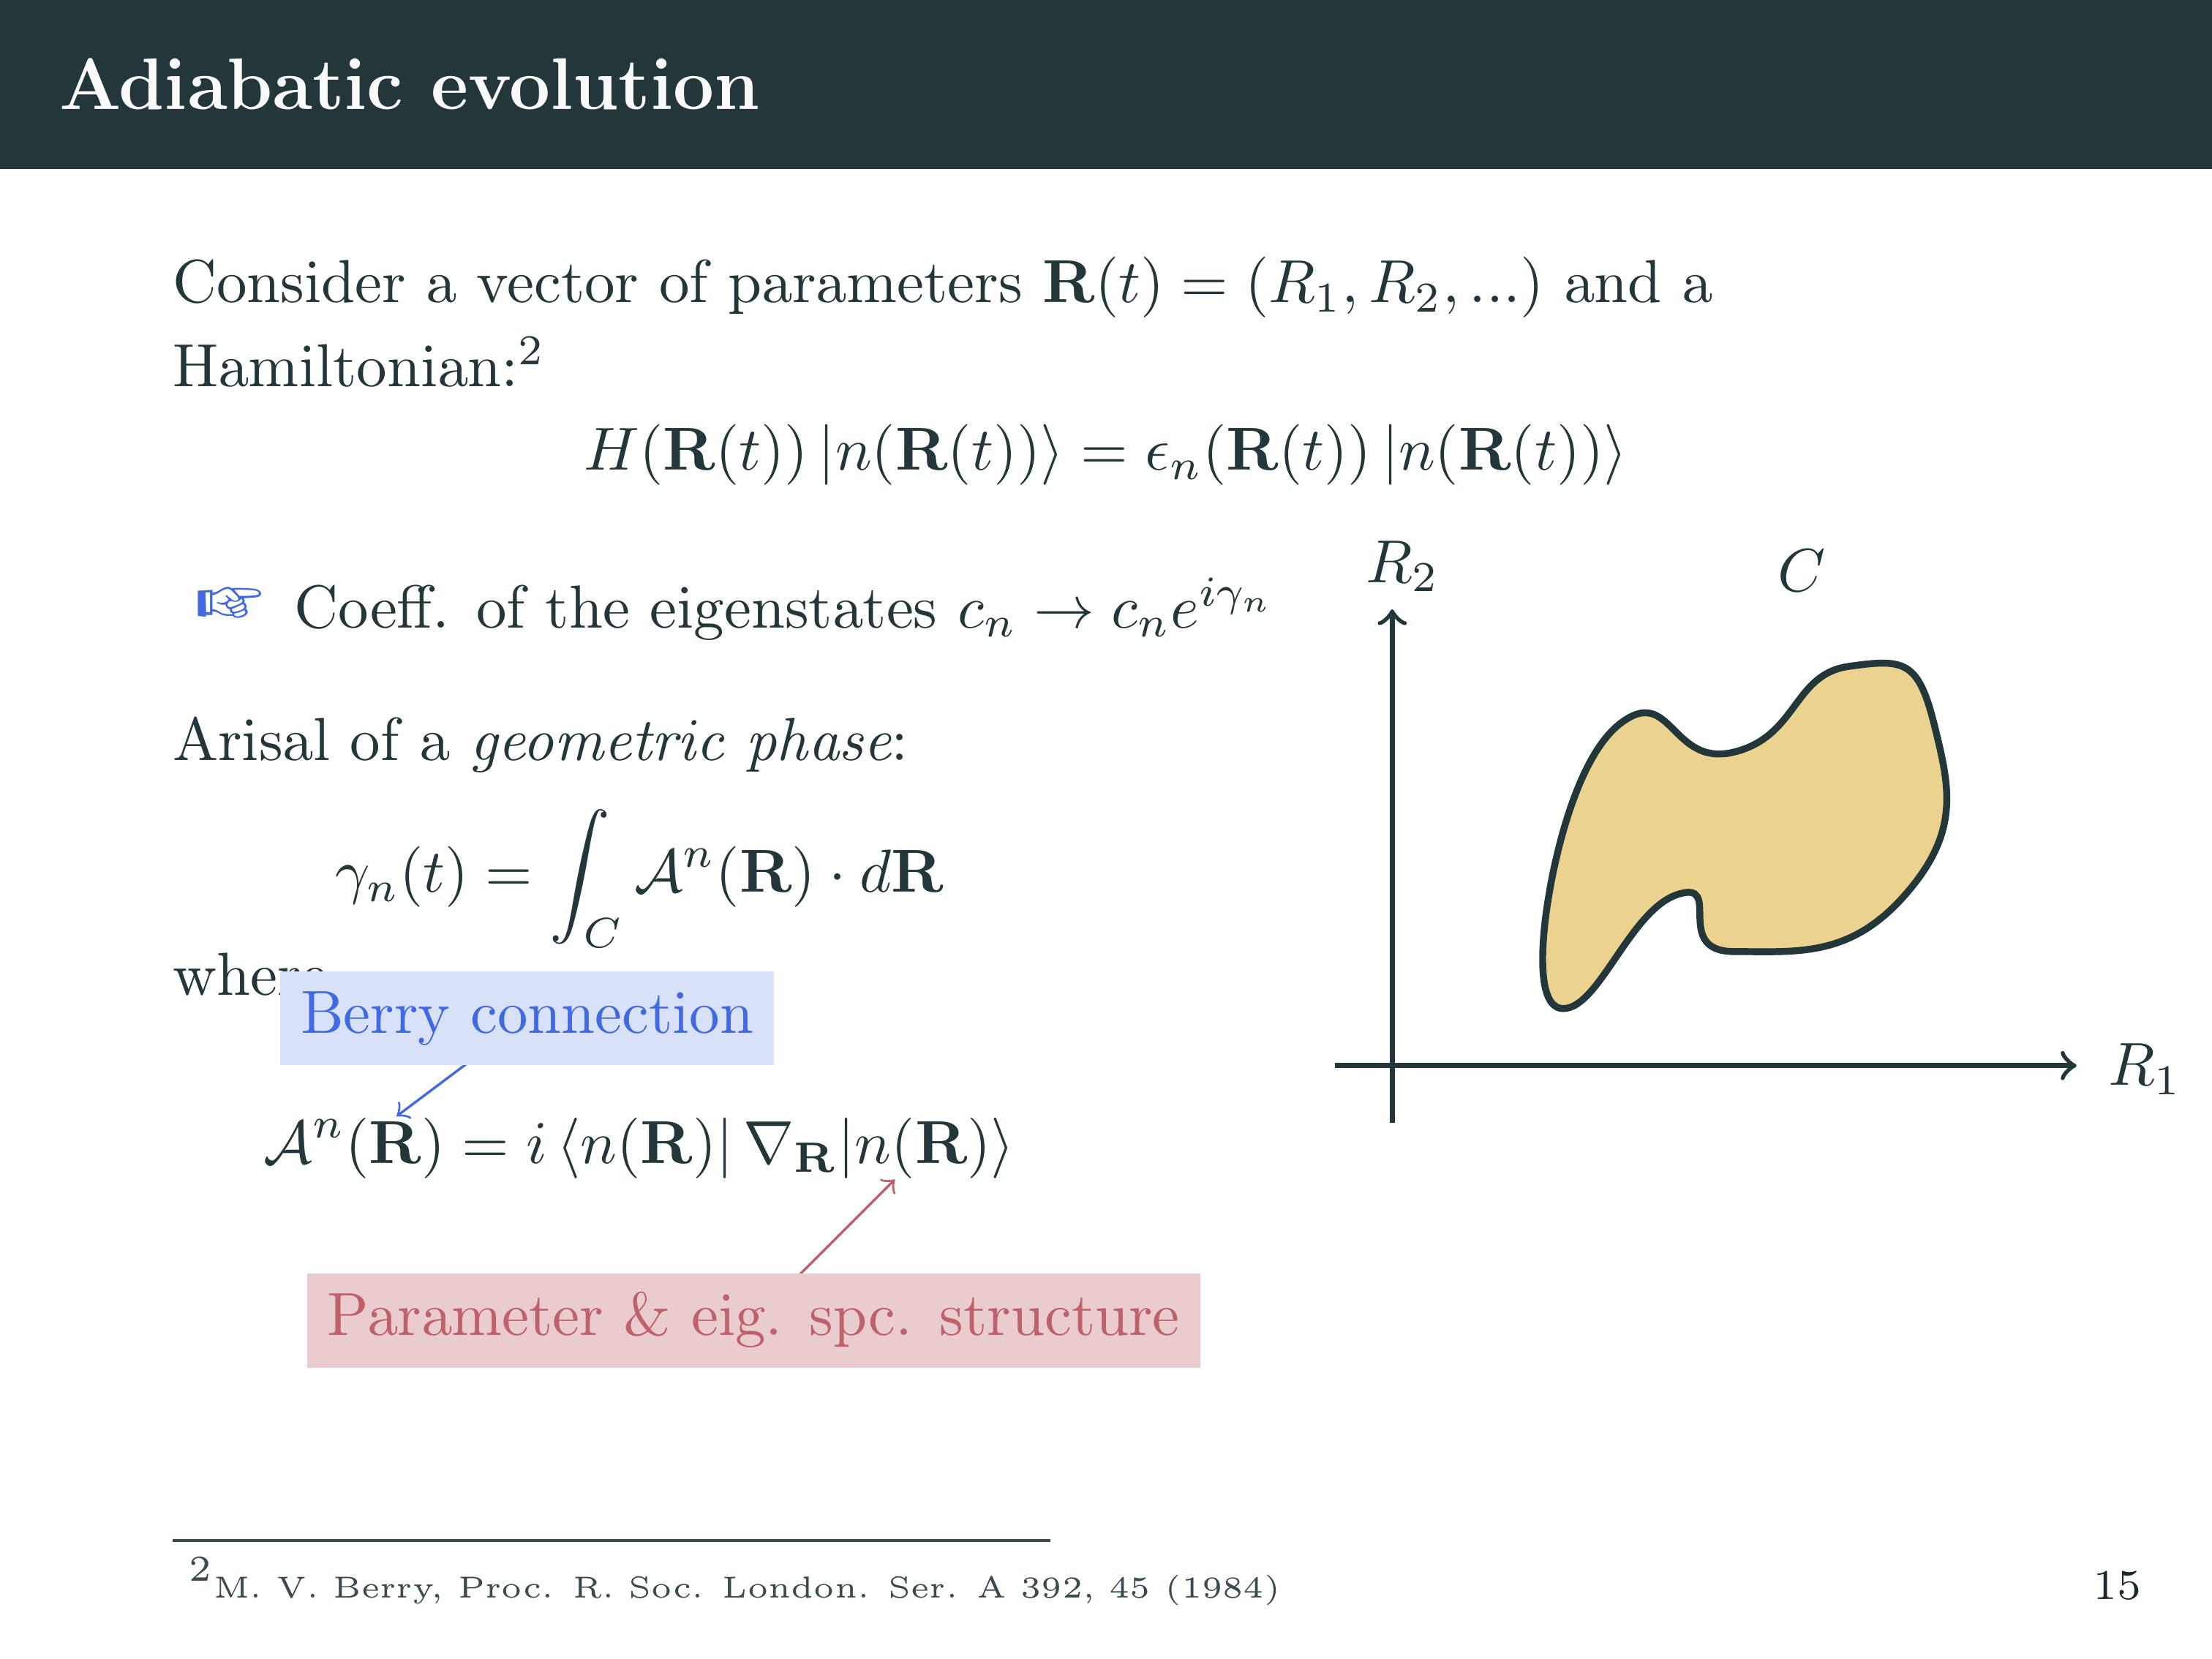 Adiabatic evolution
Consider a vector of parameters R(t) = (R₁, R₂, ...) and a
Hamiltonian:²
H(R(t)) |n(R(t))⟩ = ϵₙ(R(t)) |n(R(t))⟩
☞ Coeff. of the eigenstates cₙ → cₙe^{iγₙ}
Arisal of a geometric phase:
γₙ(t) = ∫_C 𝒜ⁿ(R) · dR
where
Berry connection
𝒜ⁿ(R) = i ⟨n(R)| ∇_R |n(R)⟩
Parameter & eig. spc. structure
R₂
C
R₁
²M. V. Berry, Proc. R. Soc. London. Ser. A 392, 45 (1984)
15